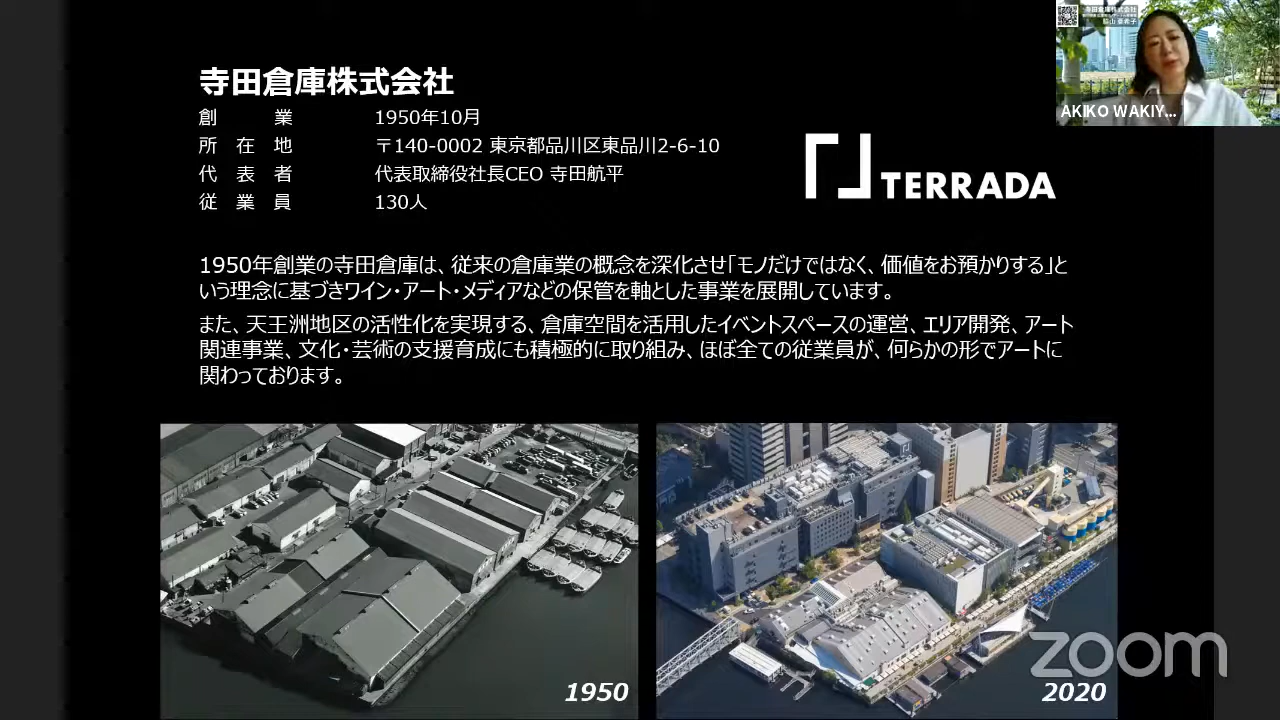 寺田倉庫株式会社
創業 1950年10月
所在地 〒140-0002 東京都品川区東品川2-6-10
代表者 代表取締役社長CEO 寺田航平
従業員 130人
TERRADA
1950年創業の寺田倉庫は、従来の倉庫業の概念を深化させ「モノだけではなく、価値をお預かりする」と
いう理念に基づきワイン・アート・メディアなどの保管を軸とした事業を展開しています。
また、天王洲地区の活性化を実現する、倉庫空間を活用したイベントスペースの運営、エリア開発、アート
関連事業、文化・芸術の支援育成にも積極的に取り組み、ほぼ全ての従業員が、何らかの形でアートに
関わっております。
1950
2020
寺田倉庫株式会社
AKIKO WAKIY...
zoom